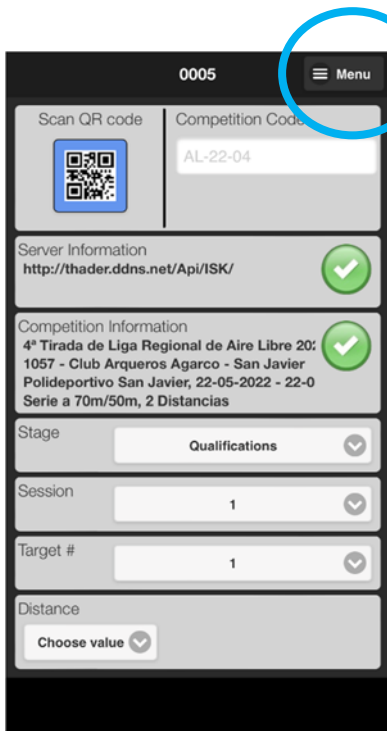 0005
Menu
Scan QR code
Competition Code
AL-22-04
Server Information
http://thader.ddns.net/Api/ISK/
Competition Information
4ª Tirada de Liga Regional de Aire Libre
1057 - Club Arqueros Agarco - San Javier
Polideportivo San Javier, 22-05-2022 - 22-0
Serie a 70m/50m, 2 Distancias
Stage
Qualifications
Session
1
Target #
1
Distance
Choose value